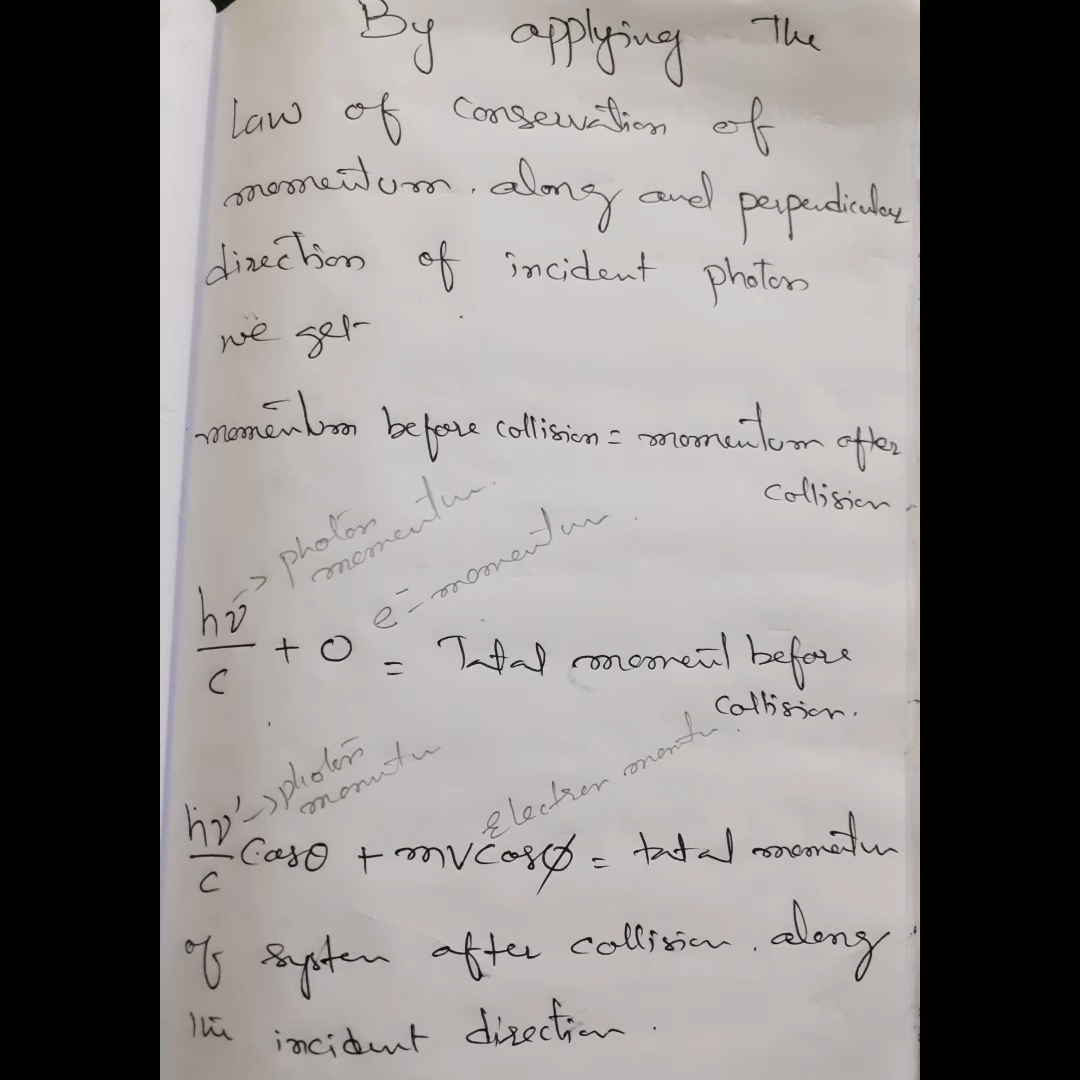 By applying The
law of conservation of
momentum. along and perpendicular
direction of incident photon
we get
momentum before collision = momentum after
collision.
→ photon
momentum.
e⁻ momentum.
hν/c + 0 = Total moment before
collision.
→ photon
momentu
Electron momentu.
hν'/c Cosθ + mv cosϕ = total momentum
of system after collision. along
the incident direction.